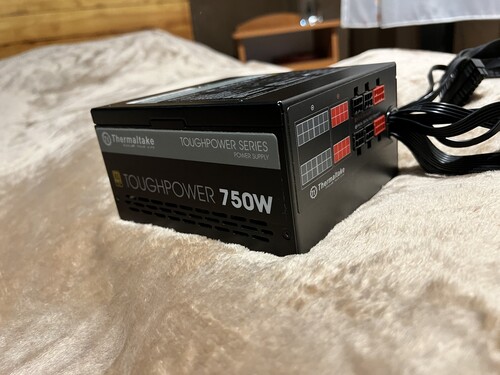 Thermaltake
TOUGHPOWER SERIES
POWER SUPPLY
TOUGHPOWER 750W
Thermaltake